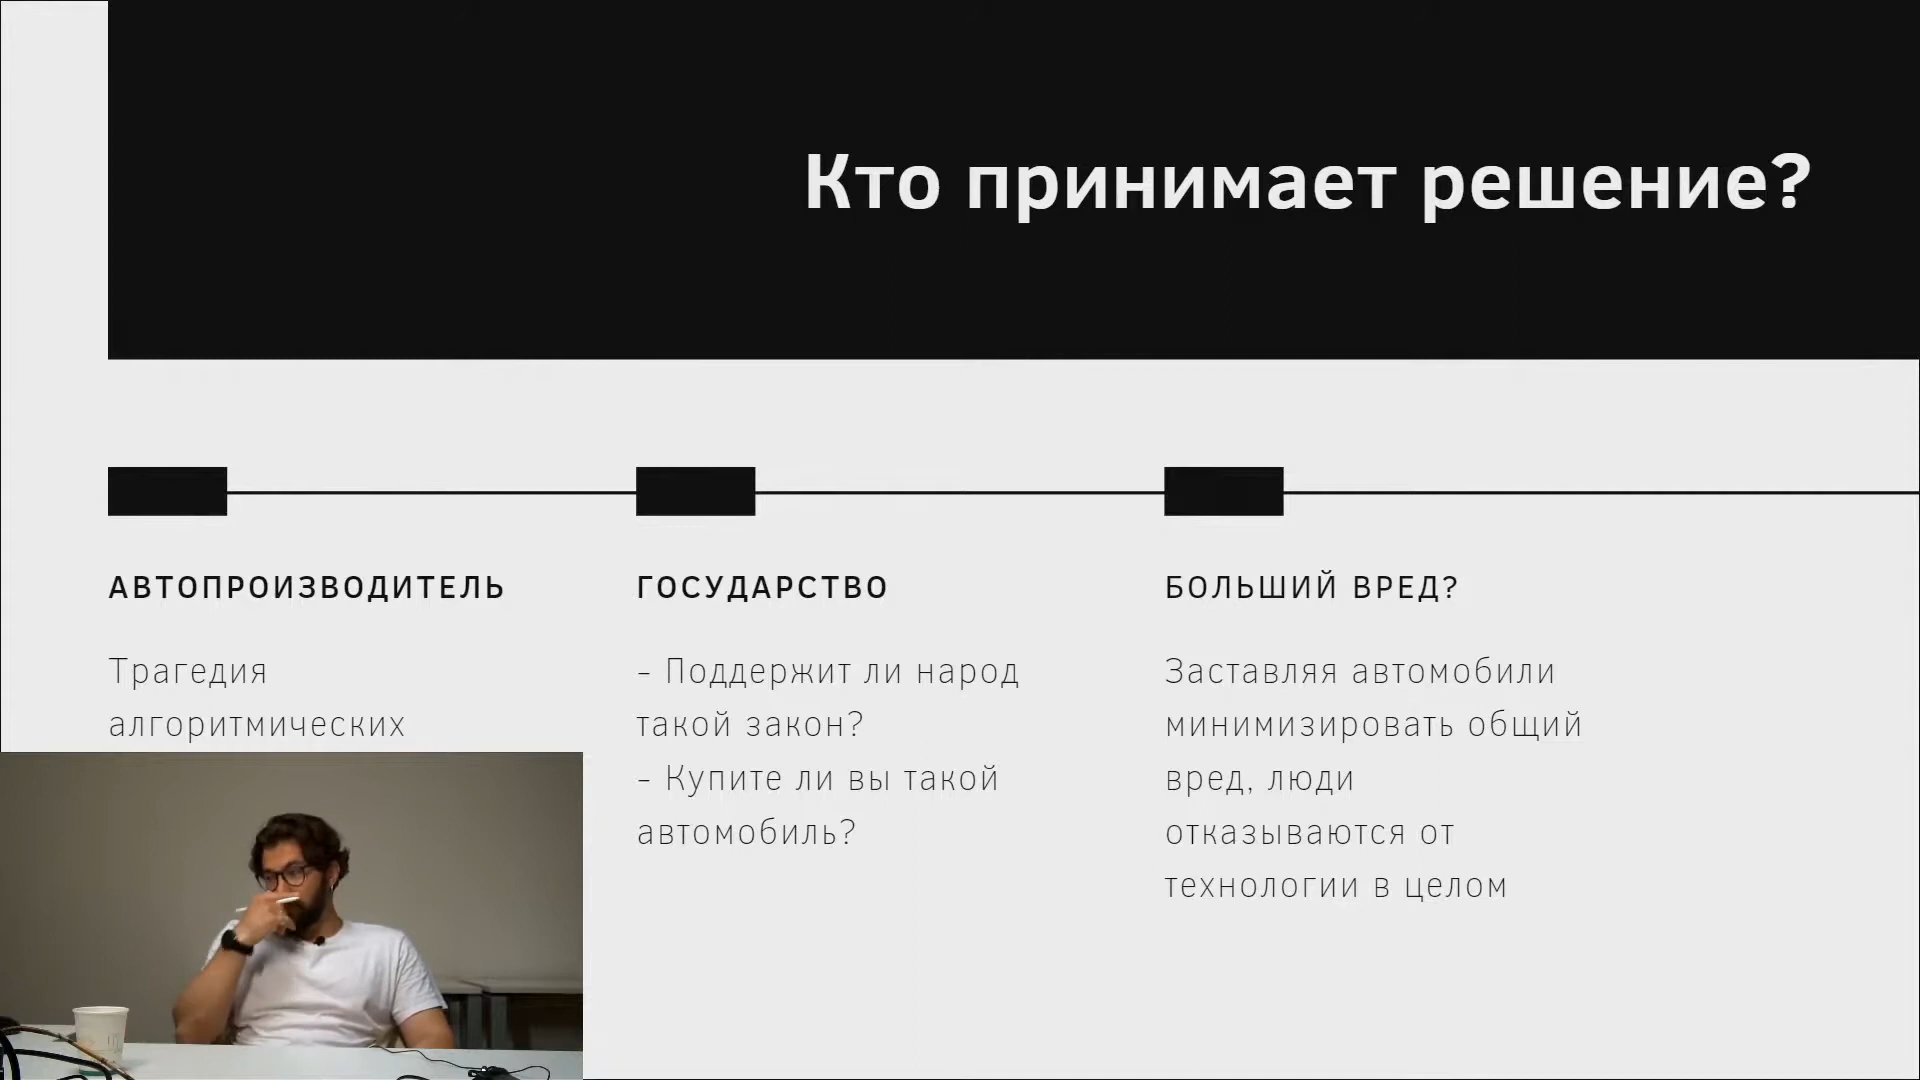 Кто принимает решение?
АВТОПРОИЗВОДИТЕЛЬ
Трагедия
алгоритмических
ГОСУДАРСТВО
- Поддержит ли народ
такой закон?
- Купите ли вы такой
автомобиль?
БОЛЬШИЙ ВРЕД?
Заставляя автомобили
минимизировать общий
вред, люди
отказываются от
технологии в целом